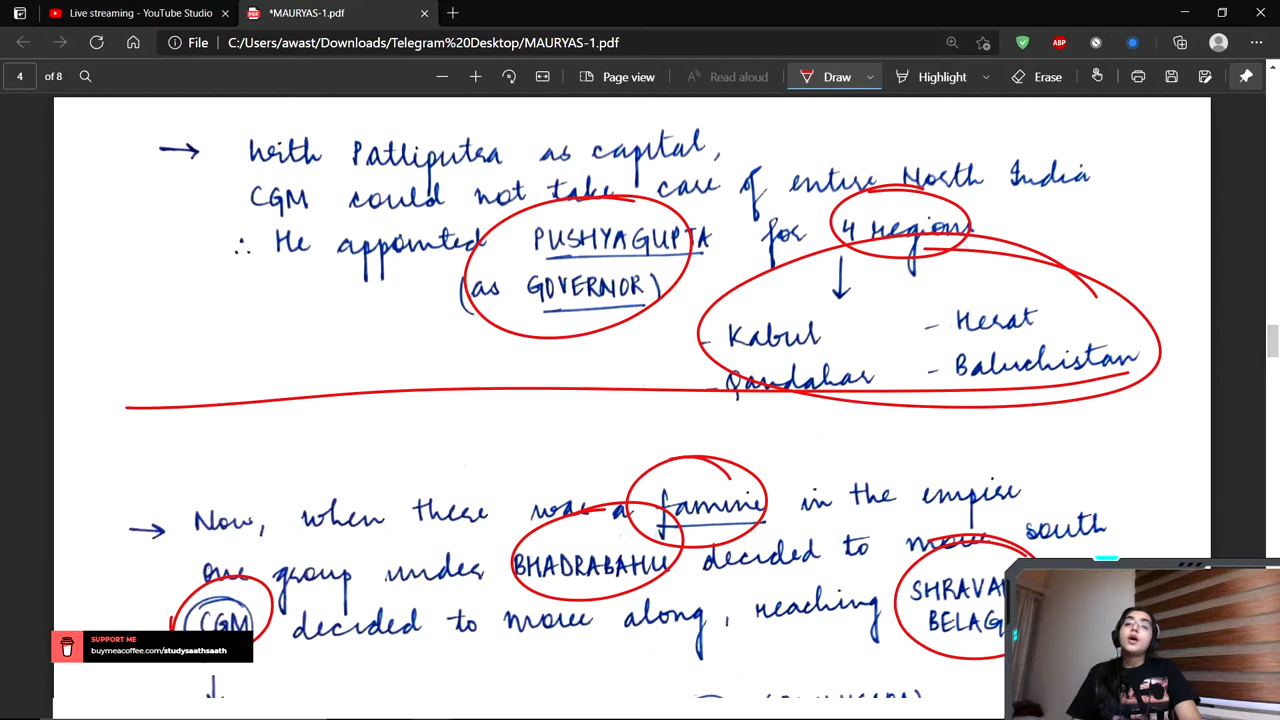 Live streaming - YouTube Studio
*MAURYAS-1.pdf
File C:/Users/awast/Downloads/Telegram%20Desktop/MAURYAS-1.pdf
4 of 8
Page view
Read aloud
Draw
Highlight
Erase
→ With Patliputra as capital,
CGM could not take care of entire North India
∴ He appointed PUSHYAGUPTA for 4 regions
(as GOVERNOR)
↓
- Kabul - Herat
- Qandahar - Baluchistan
→ Now, when there was a famine in the empire
one group under BHADRABAHU decided to move south
CGM decided to move along, reaching SHRAVA
BELAG
SUPPORT ME
buymeacoffee.com/studysaathsaath